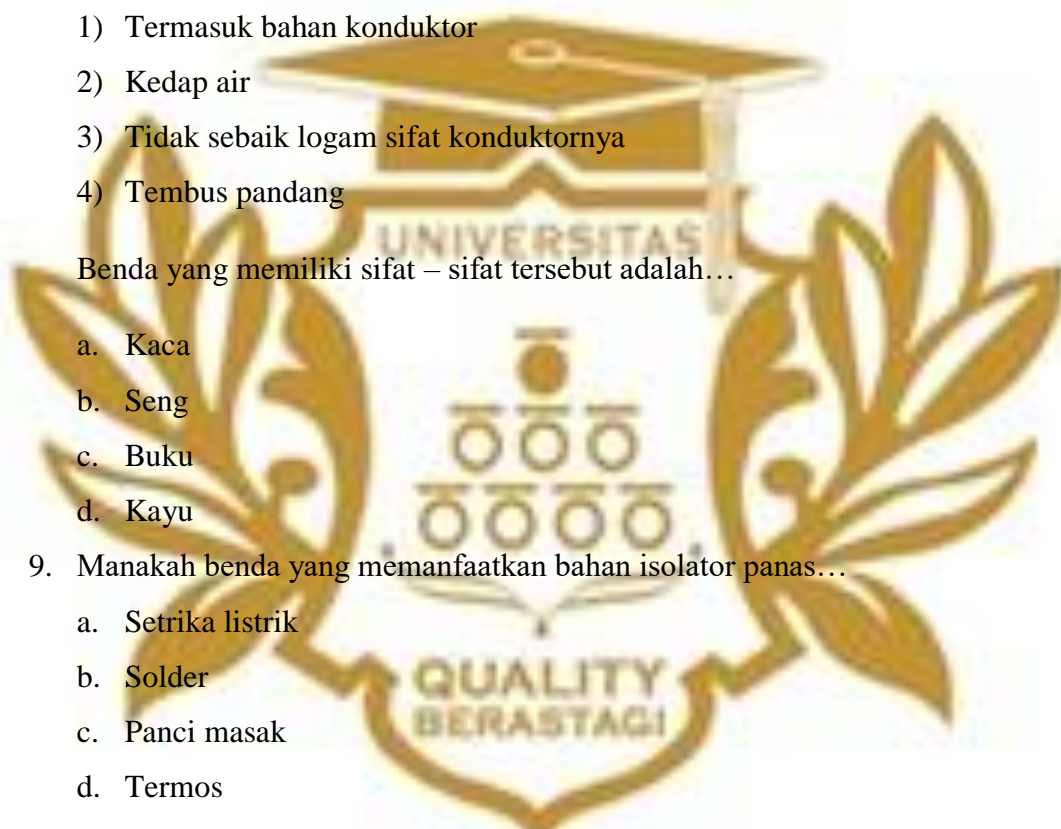 1) Termasuk bahan konduktor
2) Kedap air
3) Tidak sebaik logam sifat konduktornya
4) Tembus pandang
UNIVERSITAS
Benda yang memiliki sifat – sifat tersebut adalah…
a. Kaca
b. Seng
c. Buku
d. Kayu
9. Manakah benda yang memanfaatkan bahan isolator panas…
a. Setrika listrik
b. Solder
QUALITY
c. Panci masak
BERASTAGI
d. Termos